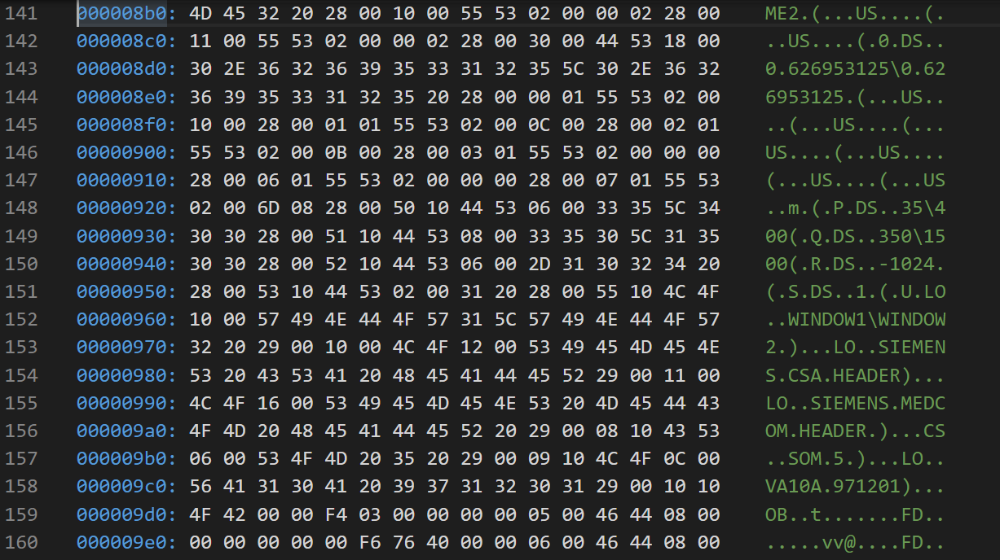 141 000008b0: 4D 45 32 20 28 00 10 00 55 53 02 00 00 02 28 00 ME2.(...US....(.
142 000008c0: 11 00 55 53 02 00 00 02 28 00 30 00 44 53 18 00 ..US....(.0.DS..
143 000008d0: 30 2E 36 32 36 39 35 33 31 32 35 5C 30 2E 36 32 0.626953125\0.62
144 000008e0: 36 39 35 33 31 32 35 20 28 00 00 01 55 53 02 00 6953125.(...US..
145 000008f0: 10 00 28 00 01 01 55 53 02 00 0C 00 28 00 02 01 ..(...US....(...
146 00000900: 55 53 02 00 0B 00 28 00 03 01 55 53 02 00 00 00 US....(...US....
147 00000910: 28 00 06 01 55 53 02 00 00 00 28 00 07 01 55 53 (...US....(...US
148 00000920: 02 00 6D 08 28 00 50 10 44 53 06 00 33 35 5C 34 ..m.(.P.DS..35\4
149 00000930: 30 30 28 00 51 10 44 53 08 00 33 35 30 5C 31 35 00(.Q.DS..350\15
150 00000940: 30 30 28 00 52 10 44 53 06 00 2D 31 30 32 34 20 00(.R.DS..-1024.
151 00000950: 28 00 53 10 44 53 02 00 31 20 28 00 55 10 4C 4F (.S.DS..1.(.U.LO
152 00000960: 10 00 57 49 4E 44 4F 57 31 5C 57 49 4E 44 4F 57 ..WINDOW1\WINDOW
153 00000970: 32 20 29 00 10 00 4C 4F 12 00 53 49 45 4D 45 4E 2.)...LO..SIEMEN
154 00000980: 53 20 43 53 41 20 48 45 41 44 45 52 29 00 11 00 S.CSA.HEADER)...
155 00000990: 4C 4F 16 00 53 49 45 4D 45 4E 53 20 4D 45 44 43 LO..SIEMENS.MEDC
156 000009a0: 4F 4D 20 48 45 41 44 45 52 20 29 00 08 10 43 53 OM.HEADER.)...CS
157 000009b0: 06 00 53 4F 4D 20 35 20 29 00 09 10 4C 4F 0C 00 ..SOM.5.)...LO..
158 000009c0: 56 41 31 30 41 20 39 37 31 32 30 31 29 00 10 10 VA10A.971201)...
159 000009d0: 4F 42 00 00 F4 03 00 00 00 00 05 00 46 44 08 00 OB..t.......FD..
160 000009e0: 00 00 00 00 00 F6 76 40 00 00 06 00 46 44 08 00 .....vv@....FD..